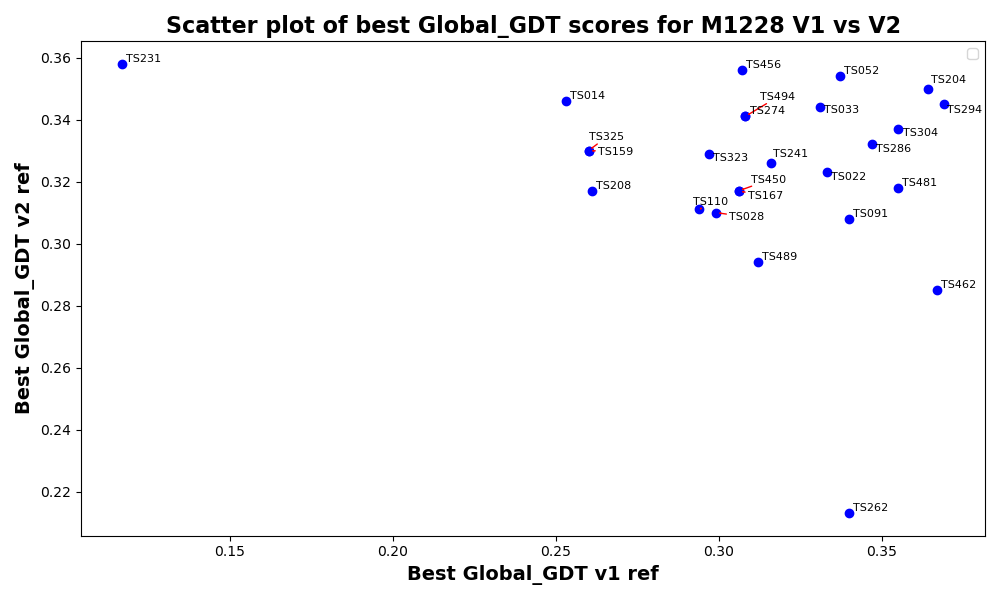 Scatter plot of best Global_GDT scores for M1228 V1 vs V2
Best Global_GDT v2 ref
0.36
0.34
0.32
0.30
0.28
0.26
0.24
0.22
TS231
TS456
TS052
TS204
TS014
TS494
TS274
TS033
TS294
TS325
TS159
TS304
TS286
TS323
TS241
TS208
TS450
TS167
TS022
TS481
TS110
TS028
TS091
TS489
TS462
TS262
0.15
0.20
0.25
0.30
0.35
Best Global_GDT v1 ref